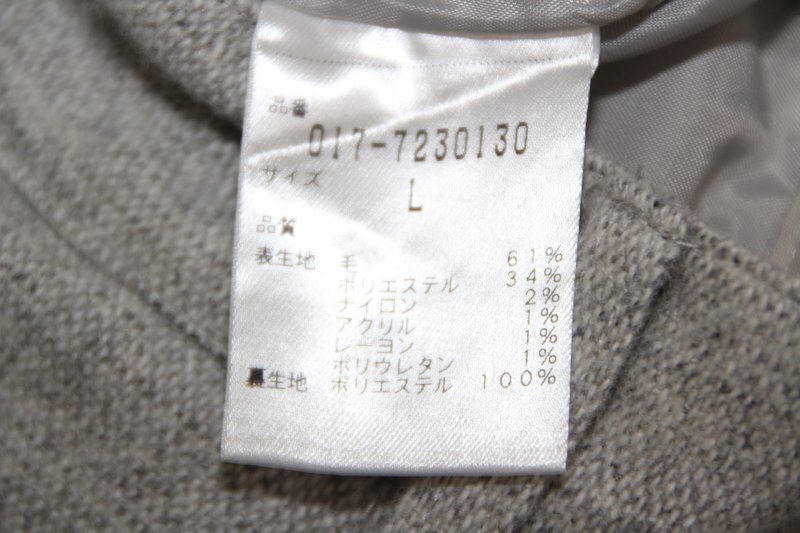 品番
017-7230130
サイズ
L
品質
表生地 毛 61%
ポリエステル 34%
ナイロン 2%
アクリル 1%
レーヨン 1%
ポリウレタン 1%
裏生地 ポリエステル 100%